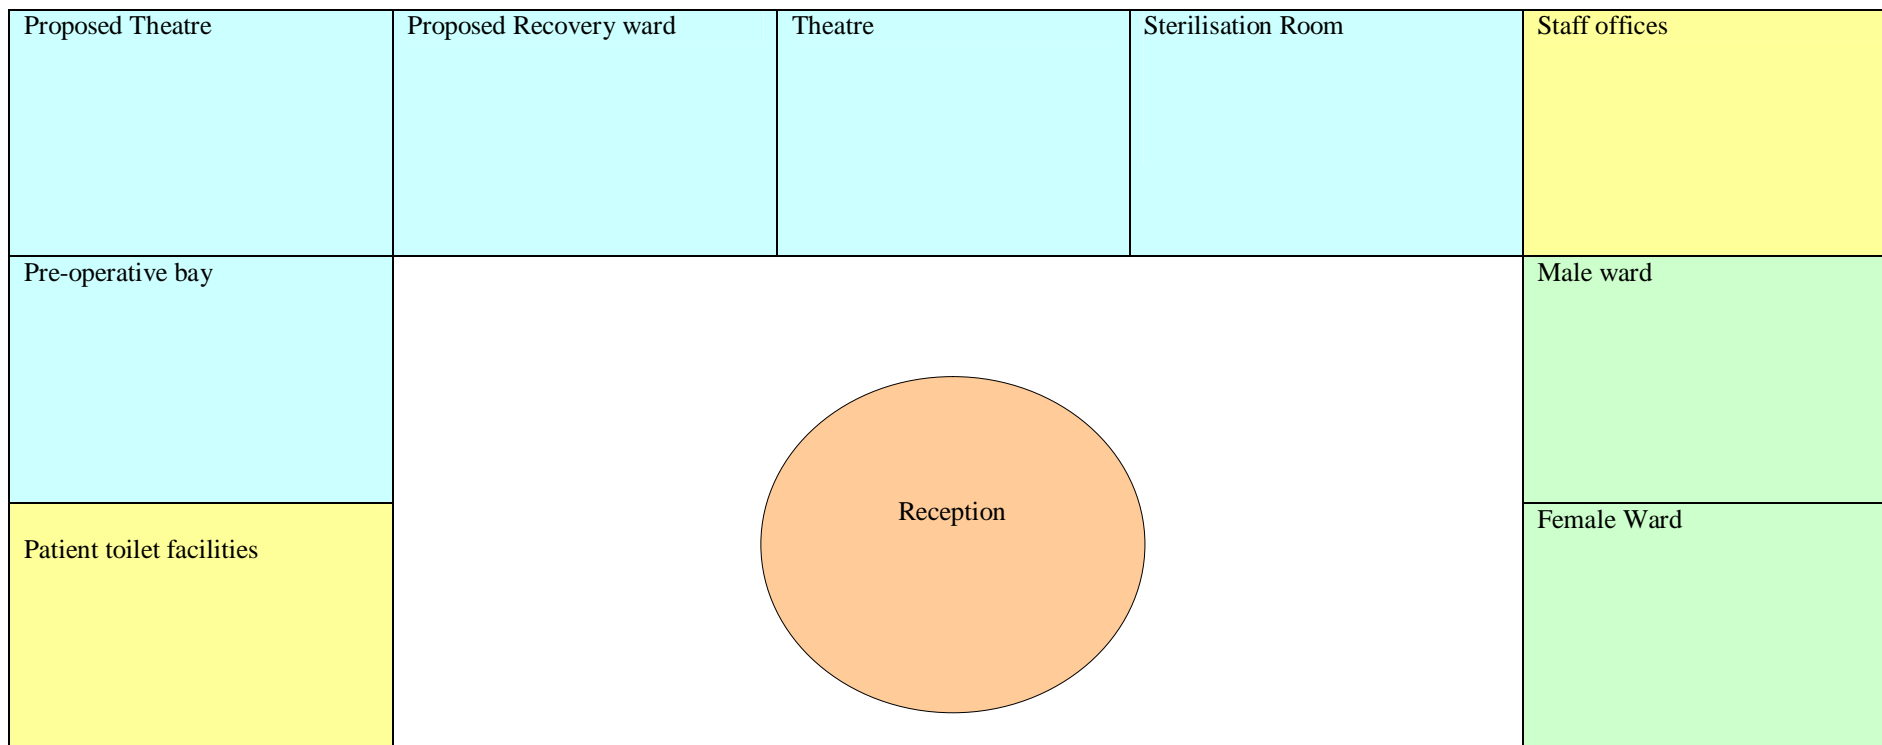 Proposed Theatre
Proposed Recovery ward
Theatre
Sterilisation Room
Staff offices
Pre-operative bay
Male ward
Reception
Female Ward
Patient toilet facilities